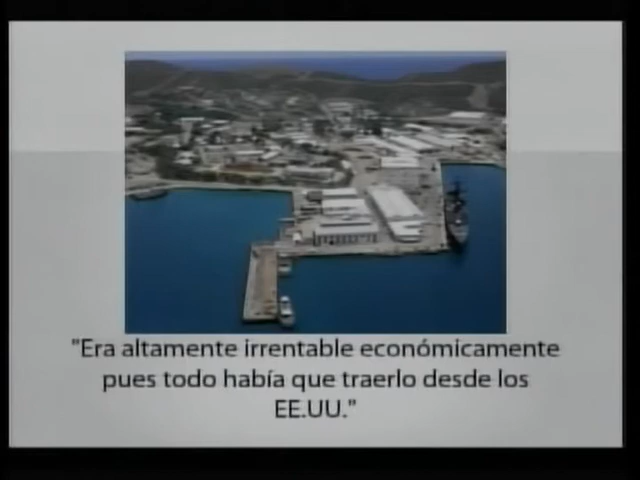 "Era altamente irrentable económicamente
pues todo había que traerlo desde los
EE.UU."